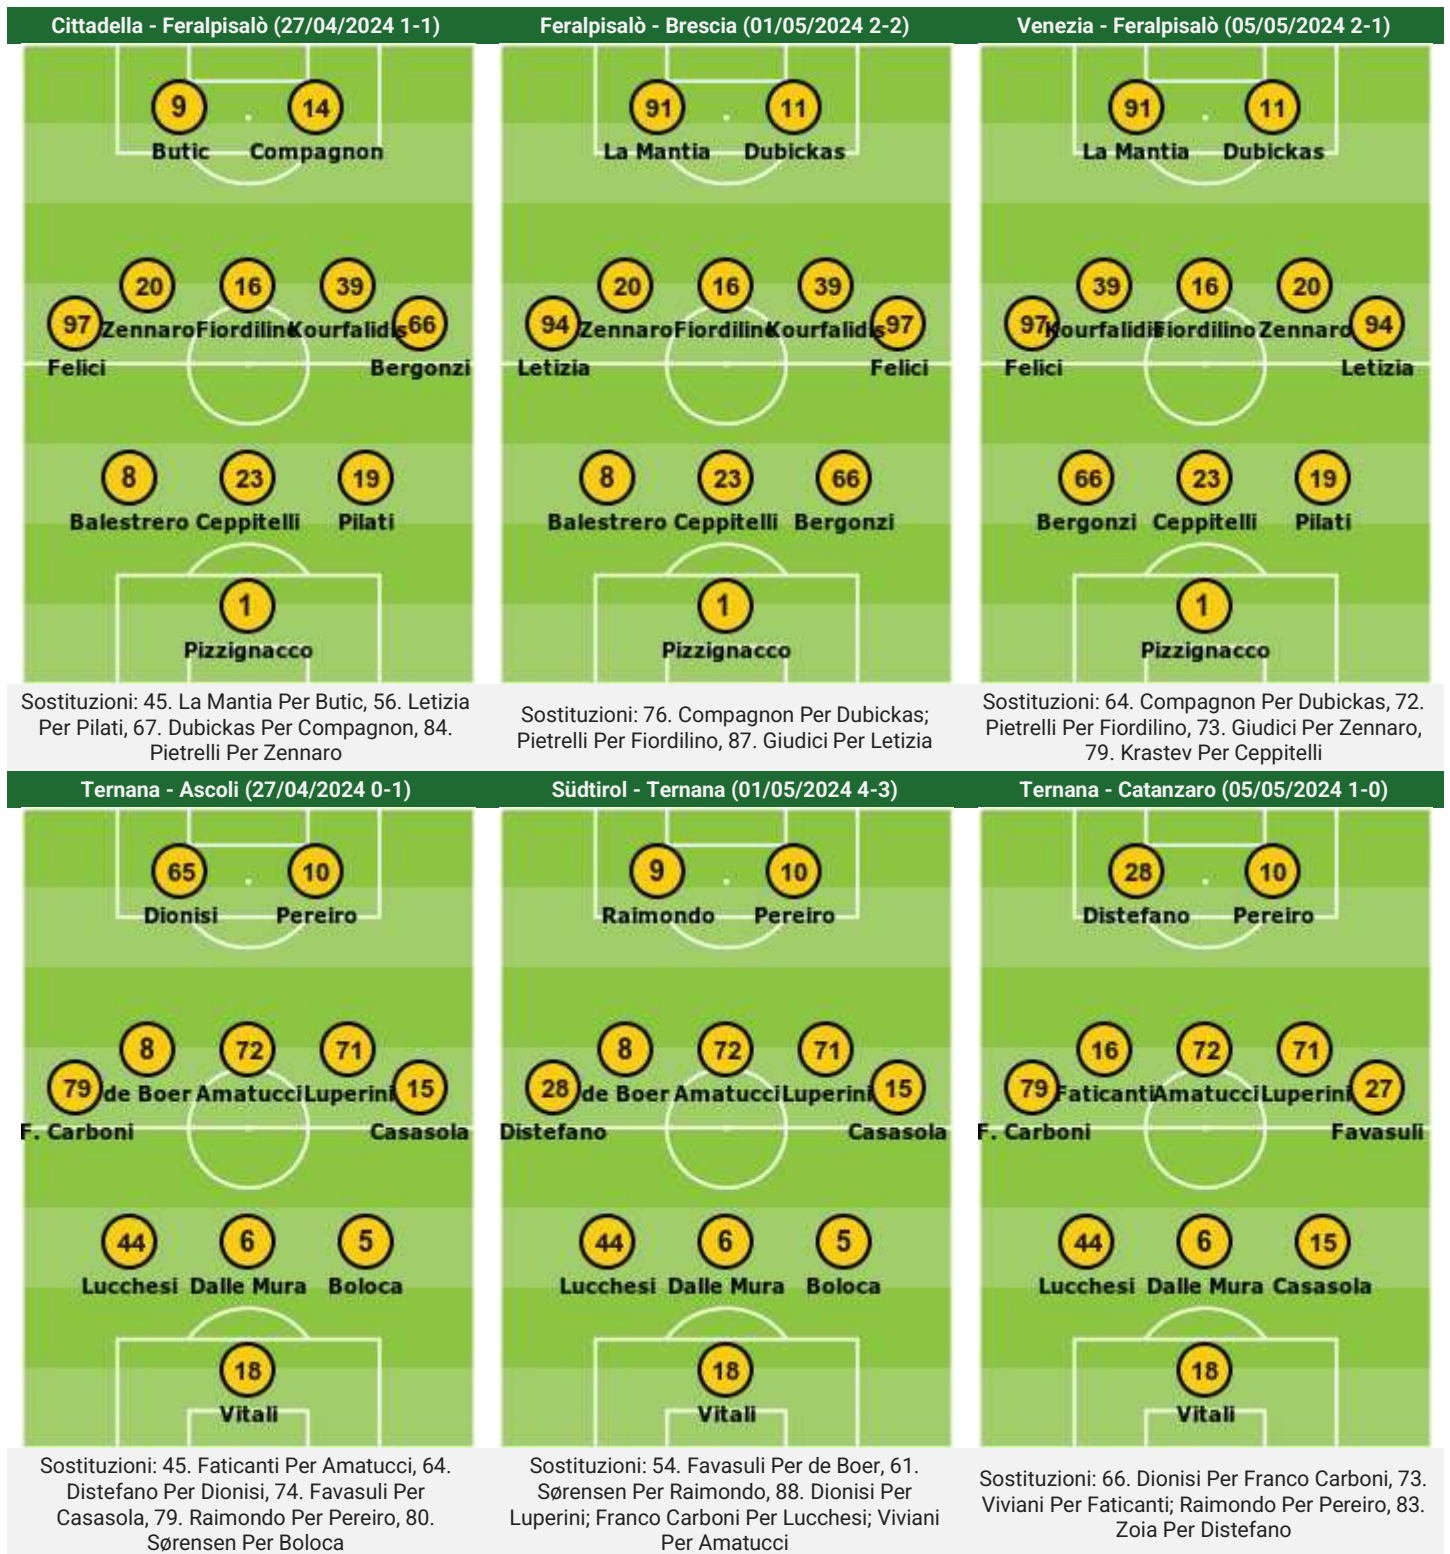 Cittadella - Feralpisalò (27/04/2024 1-1)
9 14
Butic Compagnon
20 16 39
97 66
Zennaro Fiordilino Kourfalidis
Felici Bergonzi
8 23 19
Balestrero Ceppitelli Pilati
1
Pizzignacco
Sostituzioni: 45. La Mantia Per Butic, 56. Letizia
Per Pilati, 67. Dubickas Per Compagnon, 84.
Pietrelli Per Zennaro
Feralpisalò - Brescia (01/05/2024 2-2)
91 11
La Mantia Dubickas
20 16 39
94 97
Zennaro Fiordilino Kourfalidis
Letizia Felici
8 23 66
Balestrero Ceppitelli Bergonzi
1
Pizzignacco
Sostituzioni: 76. Compagnon Per Dubickas;
Pietrelli Per Fiordilino, 87. Giudici Per Letizia
Venezia - Feralpisalò (05/05/2024 2-1)
91 11
La Mantia Dubickas
39 16 20
97 94
Kourfalidis Fiordilino Zennaro
Felici Letizia
66 23 19
Bergonzi Ceppitelli Pilati
1
Pizzignacco
Sostituzioni: 64. Compagnon Per Dubickas, 72.
Pietrelli Per Fiordilino, 73. Giudici Per Zennaro,
79. Krastev Per Ceppitelli
Ternana - Ascoli (27/04/2024 0-1)
65 10
Dionisi Pereiro
8 72 71
79 15
de Boer Amatucci Luperini
F. Carboni Casasola
44 6 5
Lucchesi Dalle Mura Boloca
18
Vitali
Sostituzioni: 45. Faticanti Per Amatucci, 64.
Distefano Per Dionisi, 74. Favasuli Per
Casasola, 79. Raimondo Per Pereiro, 80.
Sørensen Per Boloca
Südtirol - Ternana (01/05/2024 4-3)
9 10
Raimondo Pereiro
8 72 71
28 15
de Boer Amatucci Luperini
Distefano Casasola
44 6 5
Lucchesi Dalle Mura Boloca
18
Vitali
Sostituzioni: 54. Favasuli Per de Boer, 61.
Sørensen Per Raimondo, 88. Dionisi Per
Luperini; Franco Carboni Per Lucchesi; Viviani
Per Amatucci
Ternana - Catanzaro (05/05/2024 1-0)
28 10
Distefano Pereiro
16 72 71
79 27
Faticanti Amatucci Luperini
F. Carboni Favasuli
44 6 15
Lucchesi Dalle Mura Casasola
18
Vitali
Sostituzioni: 66. Dionisi Per Franco Carboni, 73.
Viviani Per Faticanti; Raimondo Per Pereiro, 83.
Zoia Per Distefano